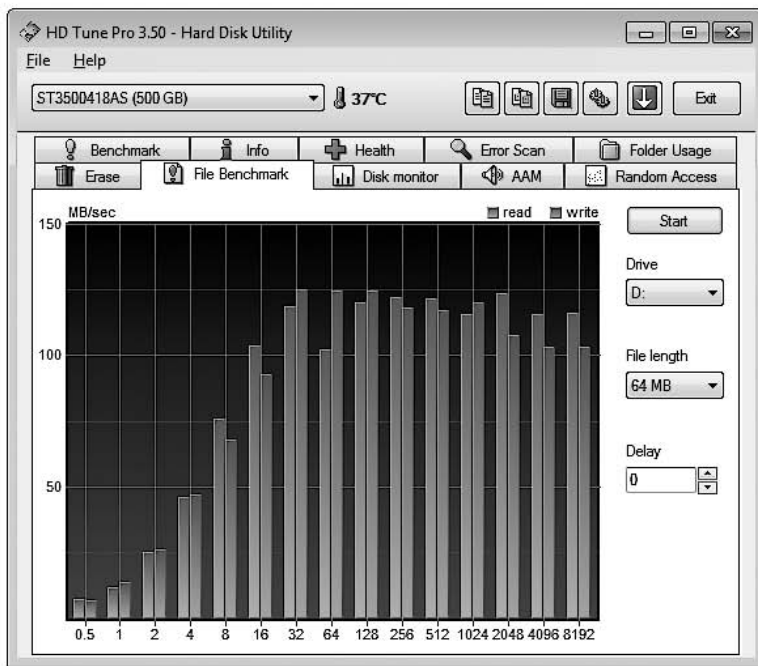 HD Tune Pro 3.50 - Hard Disk Utility
File Help
ST3500418AS (500 GB) 37°C Exit
Benchmark Info Health Error Scan Folder Usage
Erase File Benchmark Disk monitor AAM Random Access
MB/sec read write
150
100
50
0.5 1 2 4 8 16 32 64 128 256 512 1024 2048 4096 8192
Start
Drive
D:
File length
64 MB
Delay
0